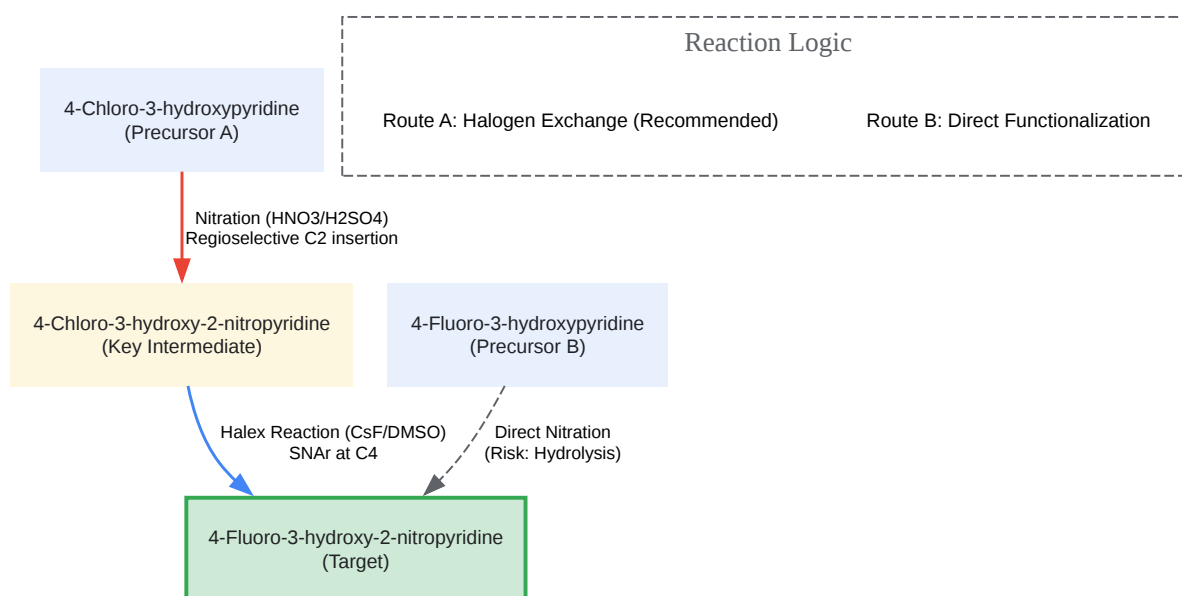 Reaction Logic
Route A: Halogen Exchange (Recommended)
Route B: Direct Functionalization
4-Chloro-3-hydroxypyridine
(Precursor A)
Nitration (HNO3/H2SO4)
Regioselective C2 insertion
4-Chloro-3-hydroxy-2-nitropyridine
(Key Intermediate)
4-Fluoro-3-hydroxypyridine
(Precursor B)
Halex Reaction (CsF/DMSO)
SNAr at C4
Direct Nitration
(Risk: Hydrolysis)
4-Fluoro-3-hydroxy-2-nitropyridine
(Target)